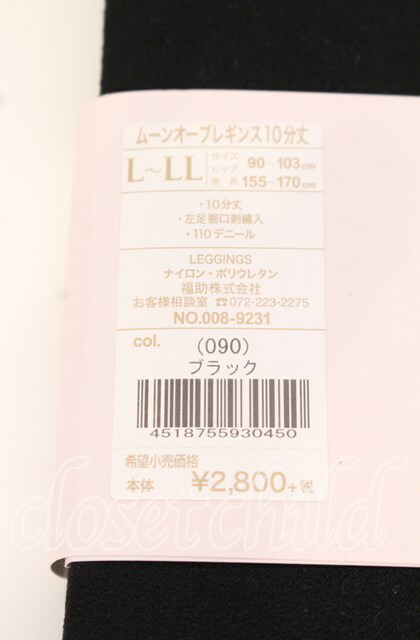 ムーンオーブレギンス10分丈
L~LL サイズ ヒップ 90~103cm
身長 155~170cm
・10分丈
・左足裾口刺繍入
・110デニール
LEGGINGS
ナイロン・ポリウレタン
福助株式会社
お客様相談室 ☎072-223-2275
NO.008-9231
col.
(090)
ブラック
4518755930450
希望小売価格
本体 ¥2,800+税
closet child